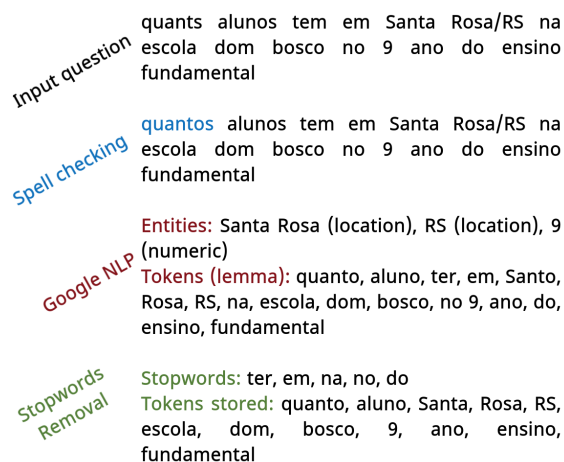 Input question
quants alunos tem em Santa Rosa/RS na
escola dom bosco no 9 ano do ensino
fundamental
Spell checking
quantos alunos tem em Santa Rosa/RS na
escola dom bosco no 9 ano do ensino
fundamental
Google NLP
Entities: Santa Rosa (location), RS (location), 9
(numeric)
Tokens (lemma): quanto, aluno, ter, em, Santo,
Rosa, RS, na, escola, dom, bosco, no 9, ano, do,
ensino, fundamental
Stopwords
Removal
Stopwords: ter, em, na, no, do
Tokens stored: quanto, aluno, Santa, Rosa, RS,
escola, dom, bosco, 9, ano, ensino,
fundamental